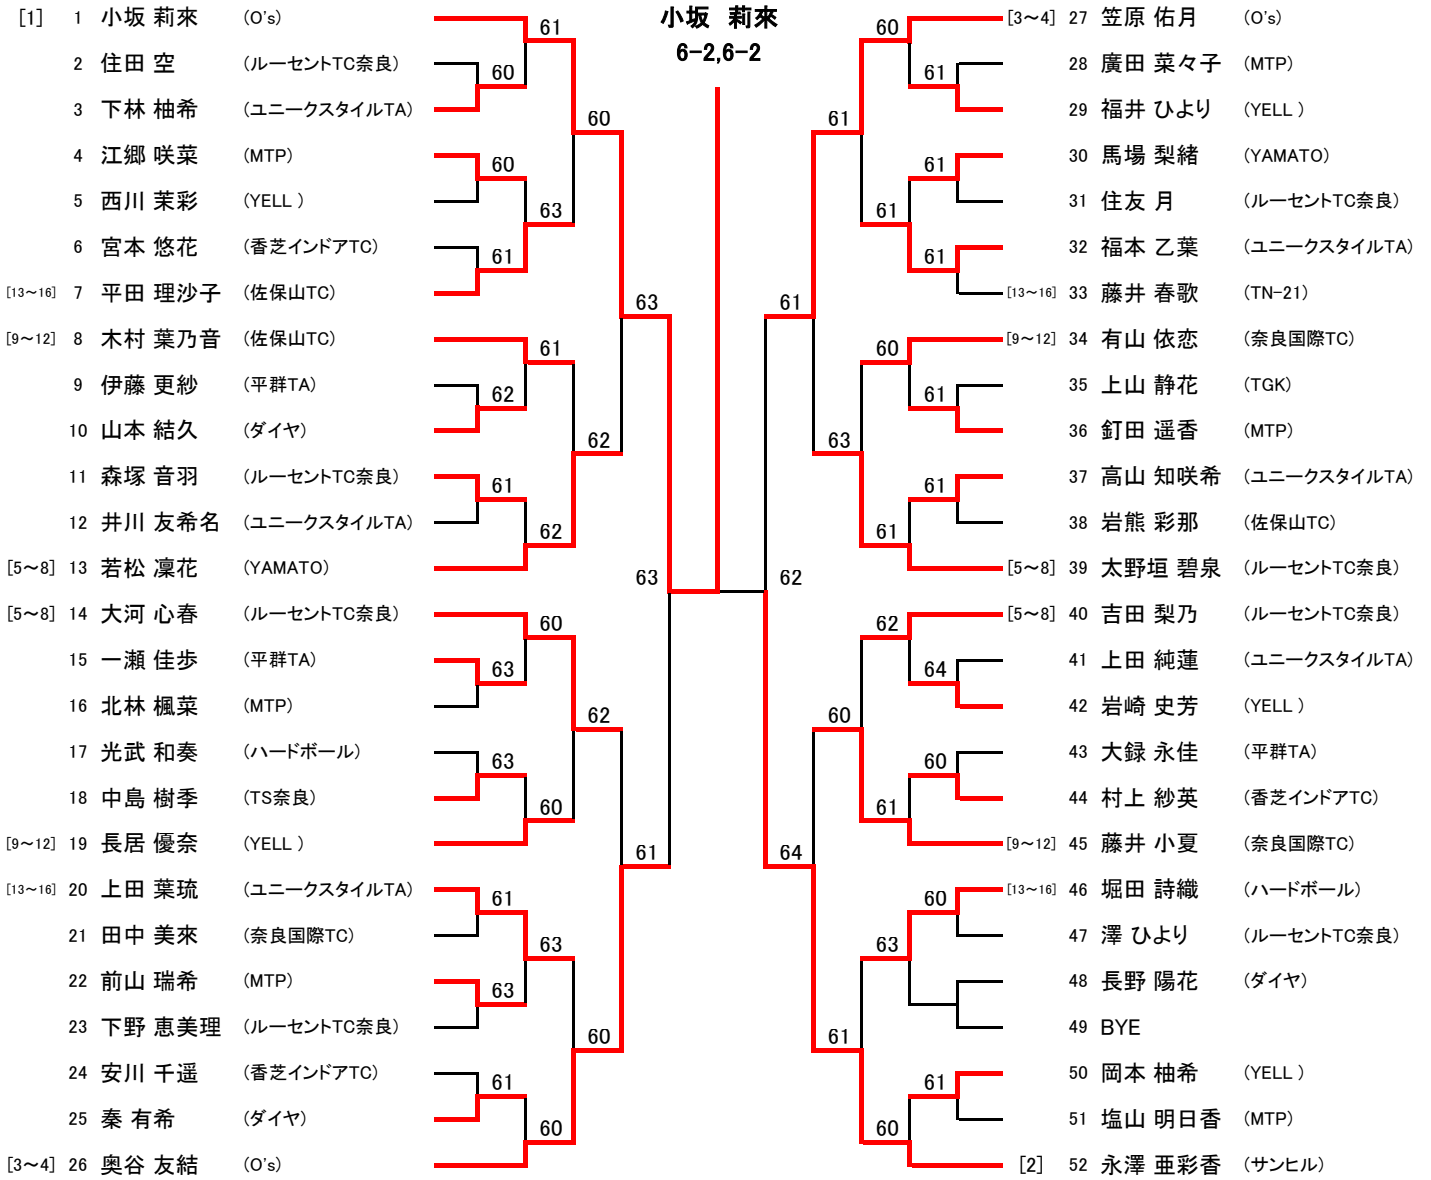 小坂 莉來
6-2,6-2
[1] 1 小坂 莉來 (O's)
2 住田 空 (ルーセントTC奈良)
3 下林 柚希 (ユニークスタイルTA)
4 江郷 咲菜 (MTP)
5 西川 茉彩 (YELL )
6 宮本 悠花 (香芝インドアTC)
[13～16] 7 平田 理沙子 (佐保山TC)
[9～12] 8 木村 葉乃音 (佐保山TC)
9 伊藤 更紗 (平群TA)
10 山本 結久 (ダイヤ)
11 森塚 音羽 (ルーセントTC奈良)
12 井川 友希名 (ユニークスタイルTA)
[5～8] 13 若松 凜花 (YAMATO)
[5～8] 14 大河 心春 (ルーセントTC奈良)
15 一瀬 佳歩 (平群TA)
16 北林 楓菜 (MTP)
17 光武 和奏 (ハードボール)
18 中島 樹季 (TS奈良)
[9～12] 19 長居 優奈 (YELL )
[13～16] 20 上田 葉琉 (ユニークスタイルTA)
21 田中 美來 (奈良国際TC)
22 前山 瑞希 (MTP)
23 下野 恵美理 (ルーセントTC奈良)
24 安川 千遥 (香芝インドアTC)
25 秦 有希 (ダイヤ)
[3～4] 26 奥谷 友結 (O's)
60
60
61
61
62
61
63
63
61
63
61
61
63
61
62
60
60
63
60
60
62
62
60
63
61
63
[3～4] 27 笠原 佑月 (O's)
28 廣田 菜々子 (MTP)
29 福井 ひより (YELL )
30 馬場 梨緒 (YAMATO)
31 住友 月 (ルーセントTC奈良)
32 福本 乙葉 (ユニークスタイルTA)
[13～16] 33 藤井 春歌 (TN-21)
[9～12] 34 有山 依恋 (奈良国際TC)
35 上山 静花 (TGK)
36 釘田 遥香 (MTP)
37 高山 知咲希 (ユニークスタイルTA)
38 岩熊 彩那 (佐保山TC)
[5～8] 39 太野垣 碧泉 (ルーセントTC奈良)
[5～8] 40 吉田 梨乃 (ルーセントTC奈良)
41 上田 純蓮 (ユニークスタイルTA)
42 岩崎 史芳 (YELL )
43 大録 永佳 (平群TA)
44 村上 紗英 (香芝インドアTC)
[9～12] 45 藤井 小夏 (奈良国際TC)
[13～16] 46 堀田 詩織 (ハードボール)
47 澤 ひより (ルーセントTC奈良)
48 長野 陽花 (ダイヤ)
49 BYE
50 岡本 柚希 (YELL )
51 塩山 明日香 (MTP)
[2] 52 永澤 亜彩香 (サンヒル)
61
61
61
61
61
64
60
60
61
60
61
60
61
62
61
63
60
61
63
60
61
61
64
62